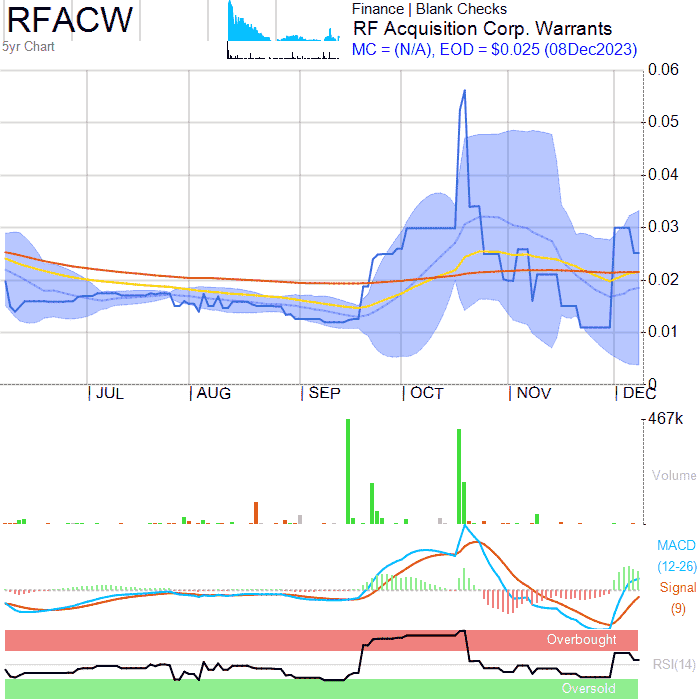 RFACW
5yr Chart
Finance | Blank Checks
RF Acquisition Corp. Warrants
MC = (N/A), EOD = $0.025 (08Dec2023)
0.06
0.05
0.04
0.03
0.02
0.01
0
JUL AUG SEP OCT NOV DEC
467k
Volume
MACD
(12-26)
Signal
(9)
Overbought
RSI(14)
Oversold